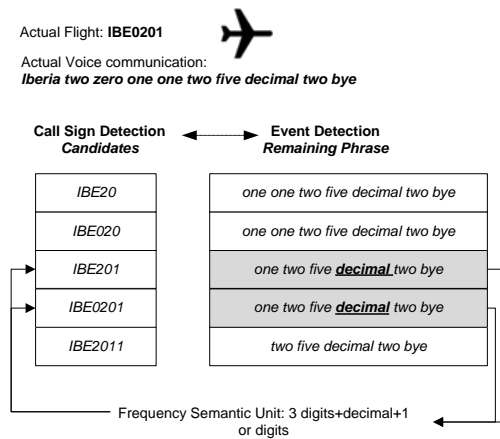 Actual Flight: IBE0201
Actual Voice communication:
Iberia two zero one one two five decimal two bye
Call Sign Detection
Candidates
Event Detection
Remaining Phrase
IBE20
one one two five decimal two bye
IBE020
one one two five decimal two bye
IBE201
one two five decimal two bye
IBE0201
one two five decimal two bye
IBE2011
two five decimal two bye
Frequency Semantic Unit: 3 digits+decimal+1
or digits